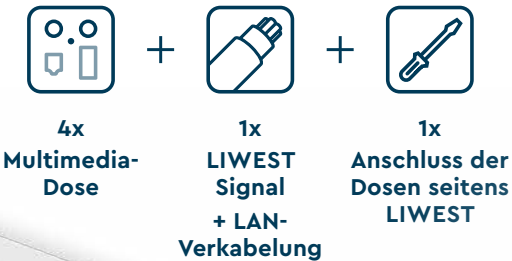 +
+
4x
Multimedia-
Dose
1x
LIWEST
Signal
+ LAN-
Verkabelung
1x
Anschluss der
Dosen seitens
LIWEST